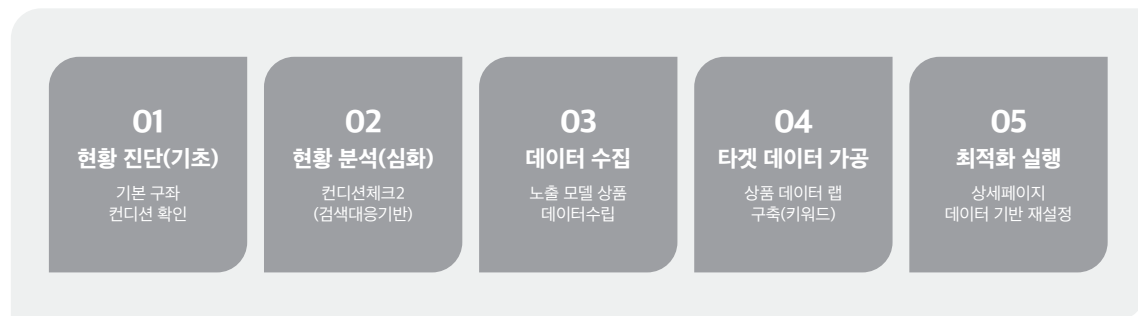 01
현황 진단(기초)
기본 구좌
컨디션 확인
02
현황 분석(심화)
컨디션체크2
(검색대응기반)
03
데이터 수집
노출 모델 상품
데이터수립
04
타겟 데이터 가공
상품 데이터 랩
구축(키워드)
05
최적화 실행
상세페이지
데이터 기반 재설정